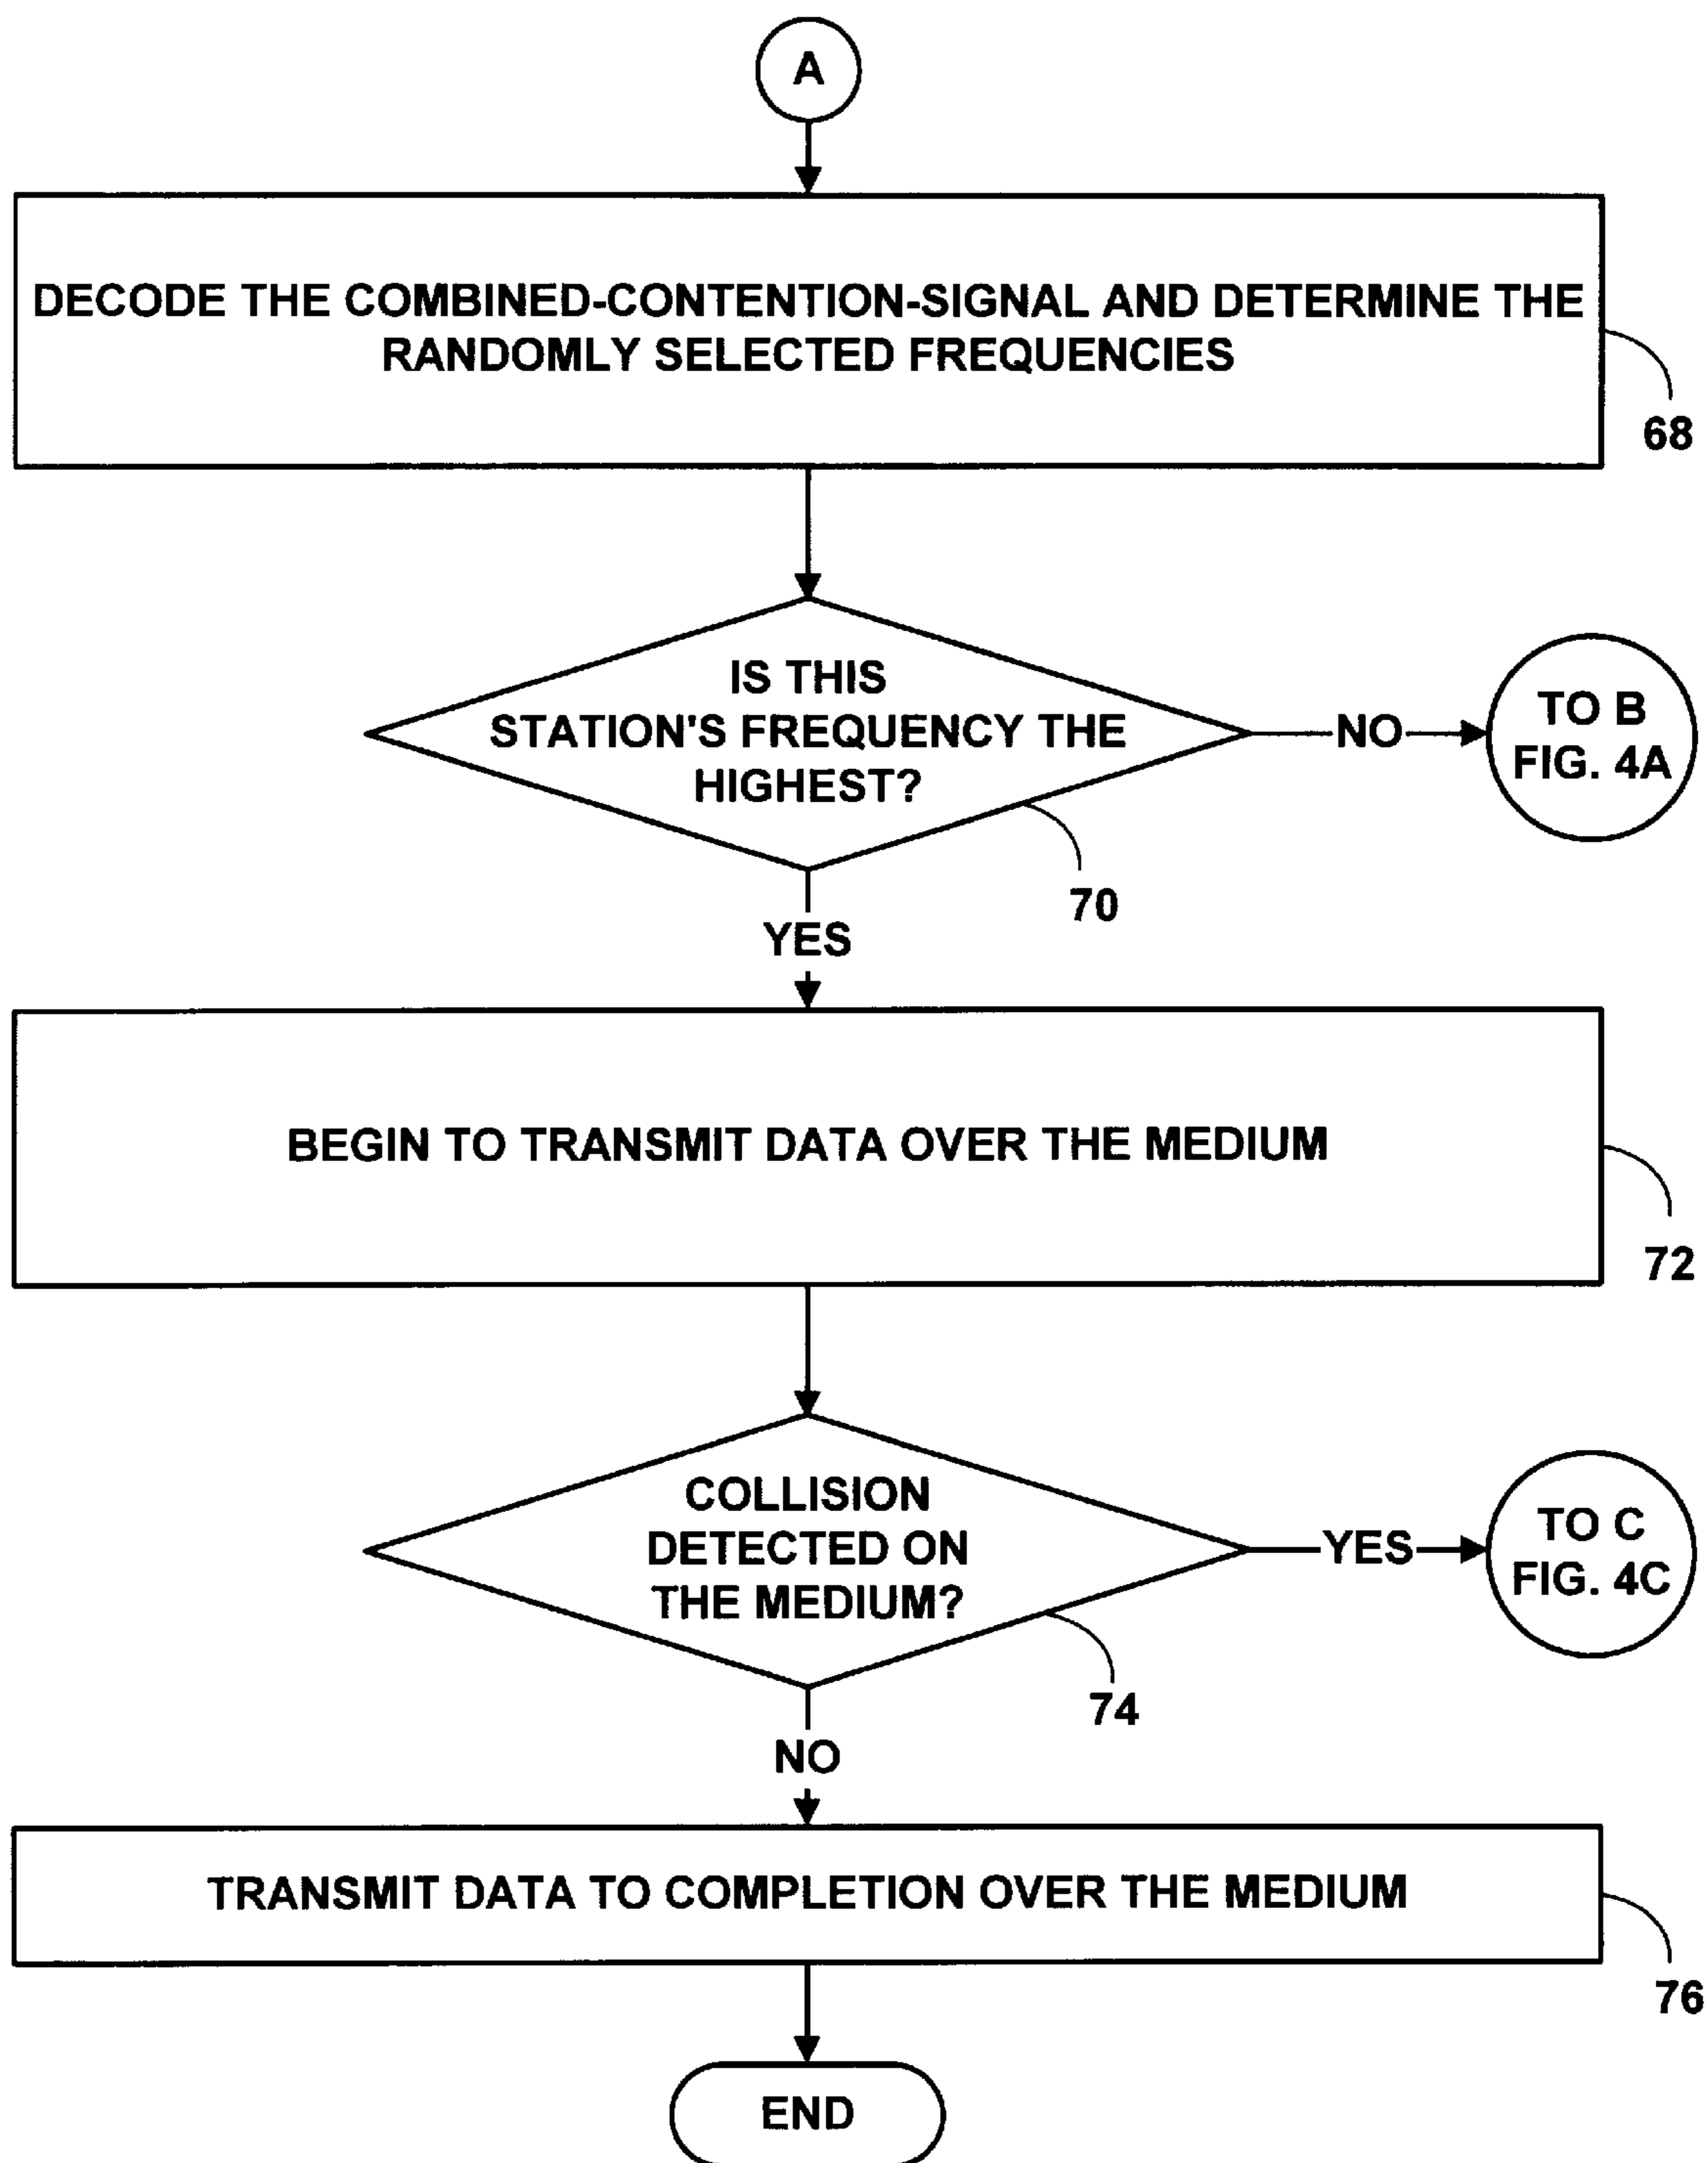 A
DECODE THE COMBINED-CONTENTION-SIGNAL AND DETERMINE THE
RANDOMLY SELECTED FREQUENCIES
68
IS THIS
STATION'S FREQUENCY THE
HIGHEST?
NO
TO B
FIG. 4A
70
YES
BEGIN TO TRANSMIT DATA OVER THE MEDIUM
72
COLLISION
DETECTED ON
THE MEDIUM?
YES
TO C
FIG. 4C
74
NO
TRANSMIT DATA TO COMPLETION OVER THE MEDIUM
76
END